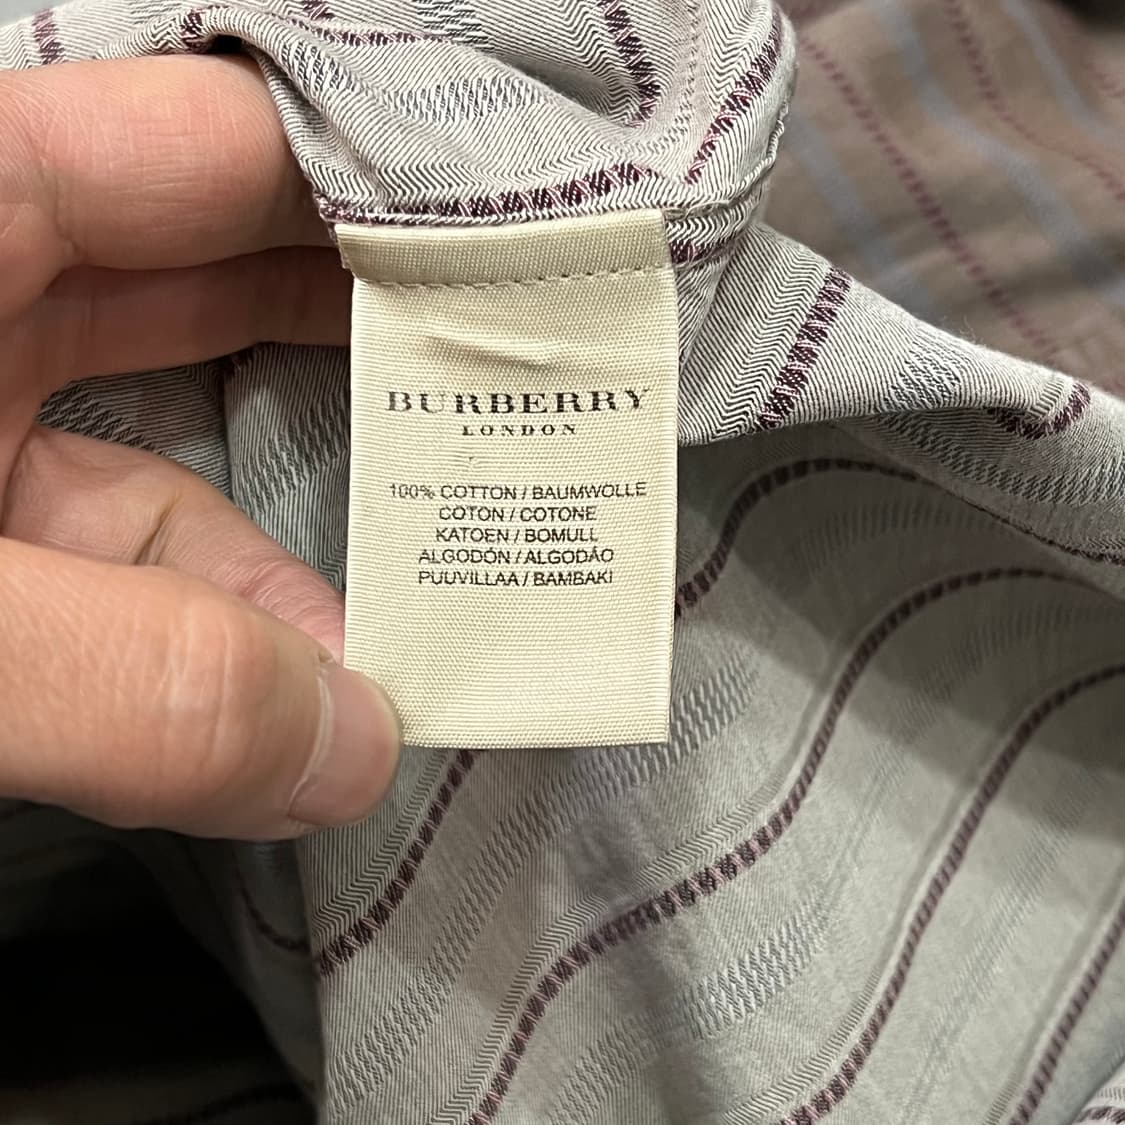 BURBERRY
LONDON
100% COTTON / BAUMWOLLE
COTON / COTONE
KATOEN / BOMULL
ALGODÓN / ALGODÃO
PUUVILLAA / BAMBAKI